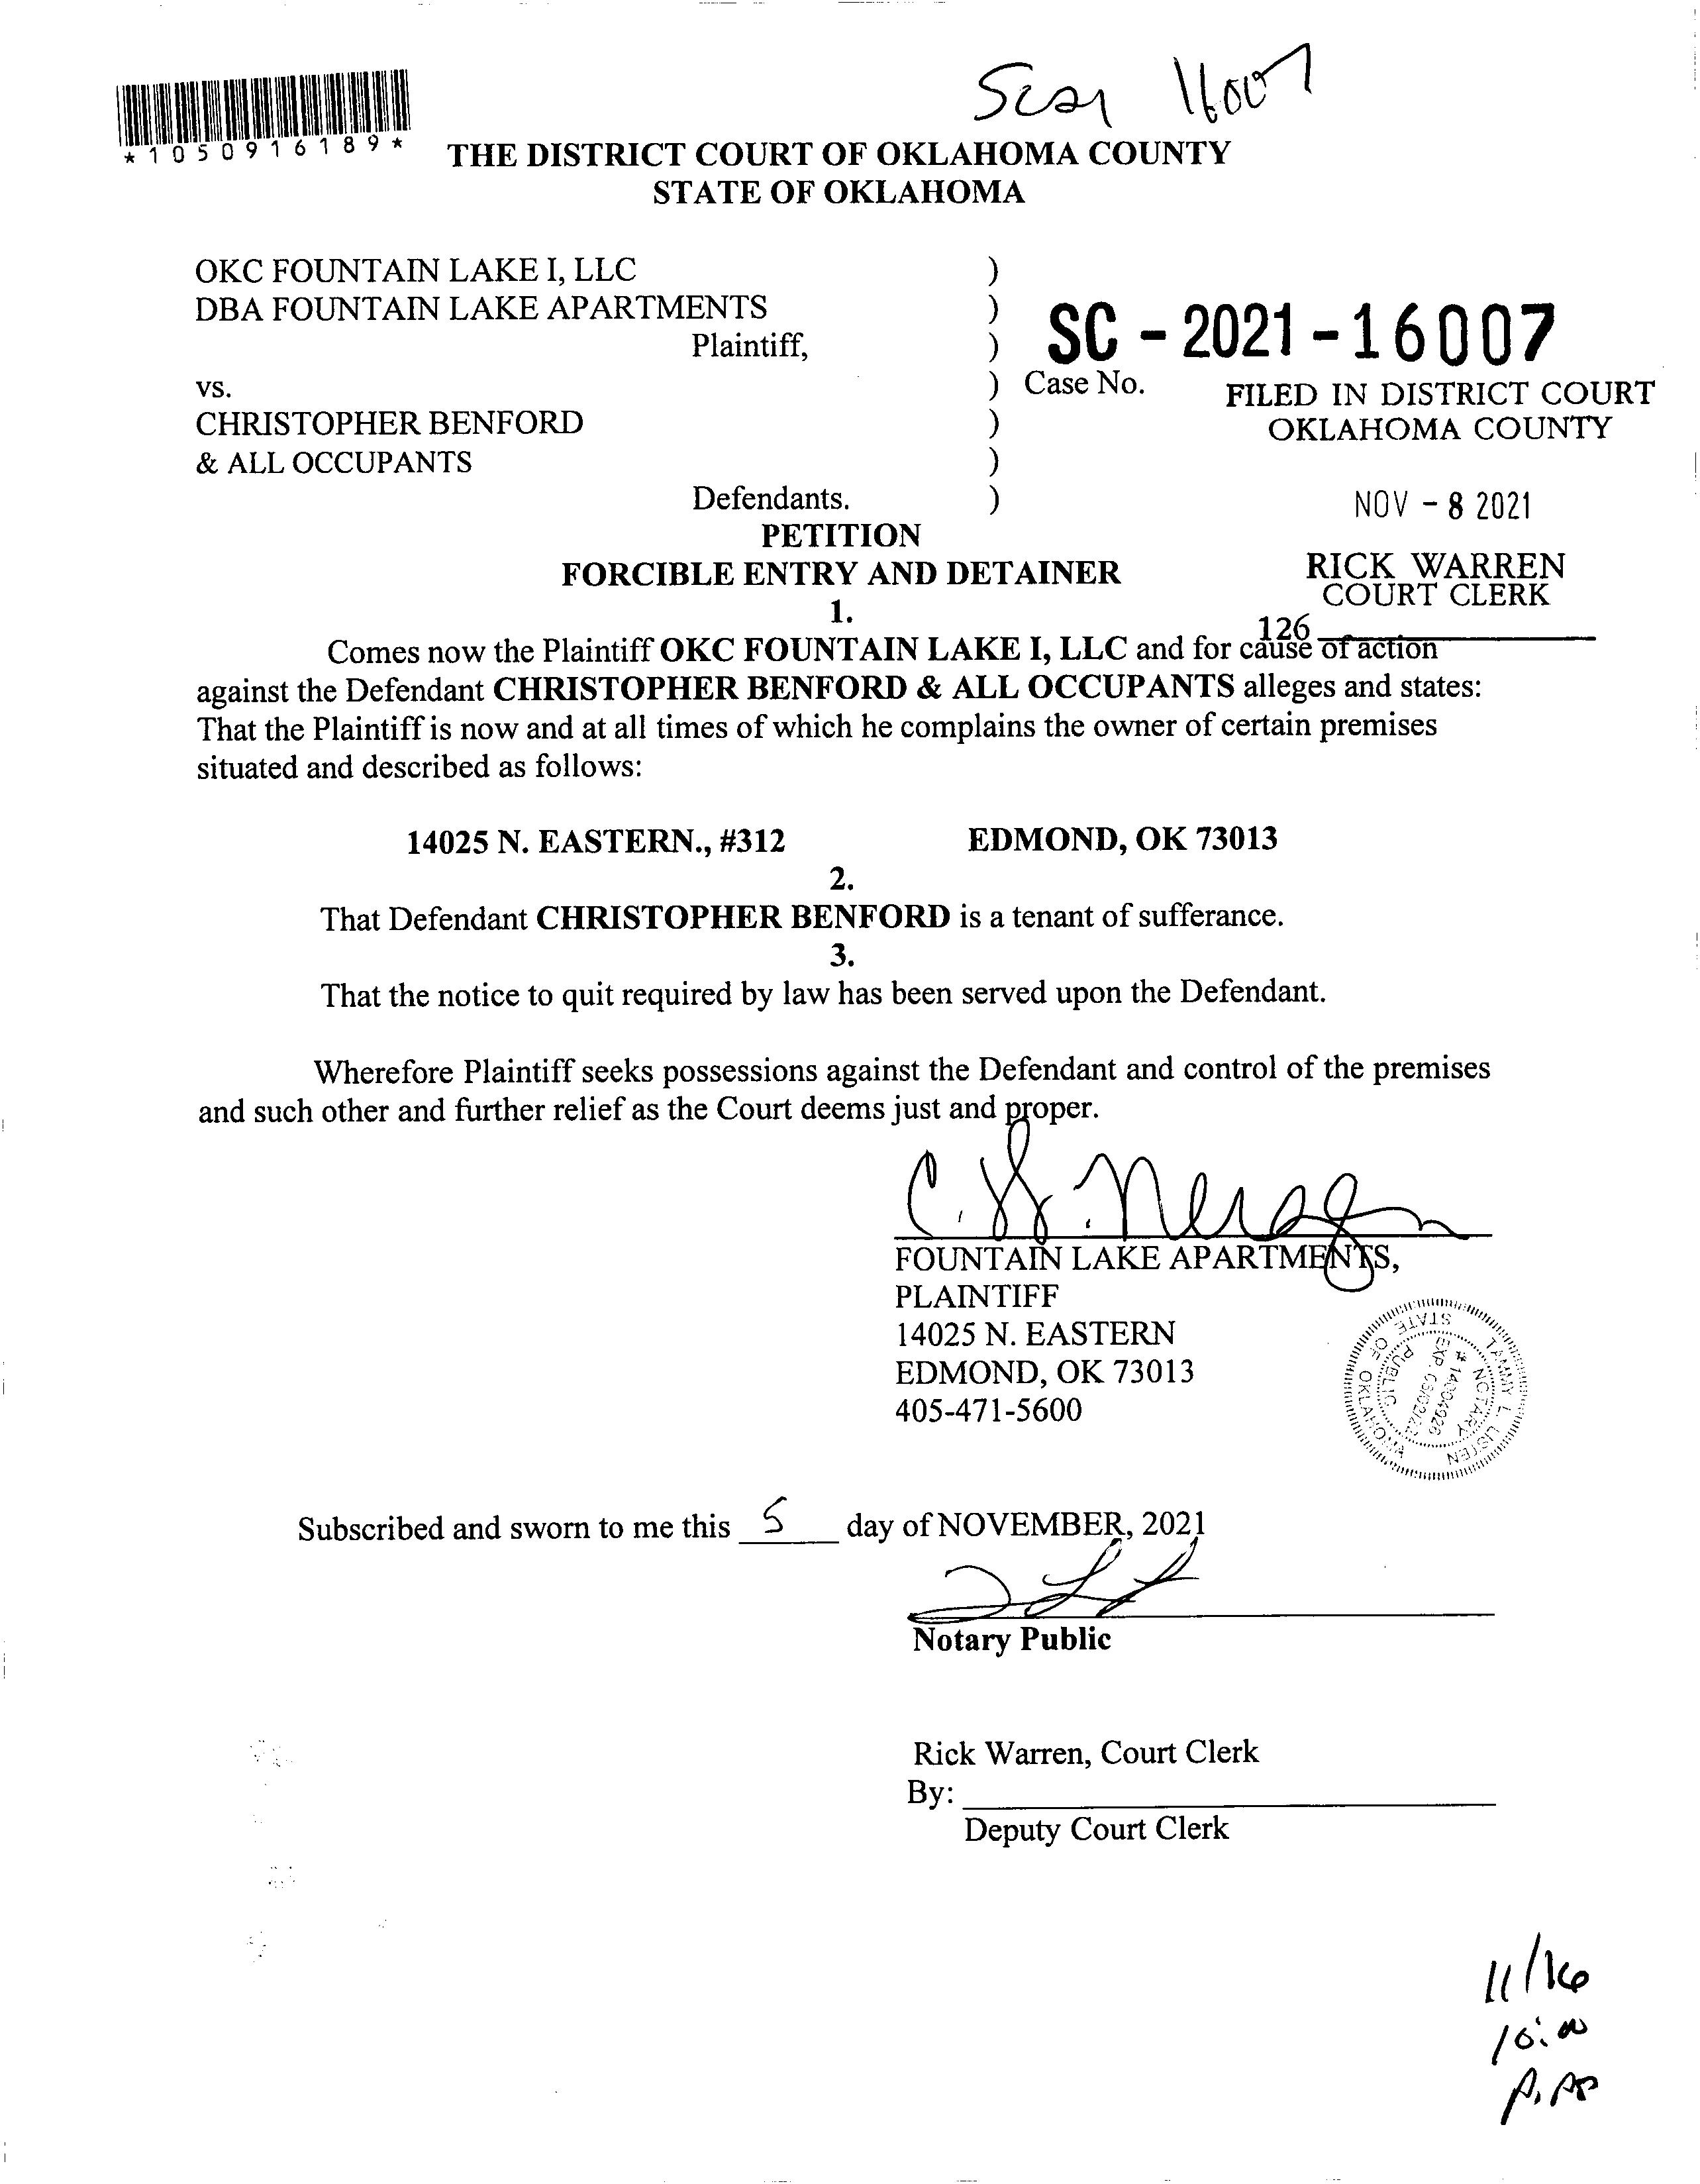 Scan 16007
*1050916189*
THE DISTRICT COURT OF OKLAHOMA COUNTY
STATE OF OKLAHOMA
OKC FOUNTAIN LAKE I, LLC )
DBA FOUNTAIN LAKE APARTMENTS )
Plaintiff, )
SC - 2021 - 16007
vs. ) Case No.
FILED IN DISTRICT COURT
CHRISTOPHER BENFORD )
OKLAHOMA COUNTY
& ALL OCCUPANTS )
Defendants. )
NOV - 8 2021
PETITION
FORCIBLE ENTRY AND DETAINER
RICK WARREN
COURT CLERK
1.
126
Comes now the Plaintiff OKC FOUNTAIN LAKE I, LLC and for cause of action
against the Defendant CHRISTOPHER BENFORD & ALL OCCUPANTS alleges and states:
That the Plaintiff is now and at all times of which he complains the owner of certain premises
situated and described as follows:
14025 N. EASTERN., #312 EDMOND, OK 73013
2.
That Defendant CHRISTOPHER BENFORD is a tenant of sufferance.
3.
That the notice to quit required by law has been served upon the Defendant.
Wherefore Plaintiff seeks possessions against the Defendant and control of the premises
and such other and further relief as the Court deems just and proper.
FOUNTAIN LAKE APARTMENTS,
PLAINTIFF
14025 N. EASTERN
EDMOND, OK 73013
405-471-5600
TAMMY L. LISTEN
NOTARY
# 14004926
PUBLIC
STATE OF OKLAHOMA
Subscribed and sworn to me this 5 day of NOVEMBER, 2021
Notary Public
Rick Warren, Court Clerk
By:
Deputy Court Clerk
11/16
10:00